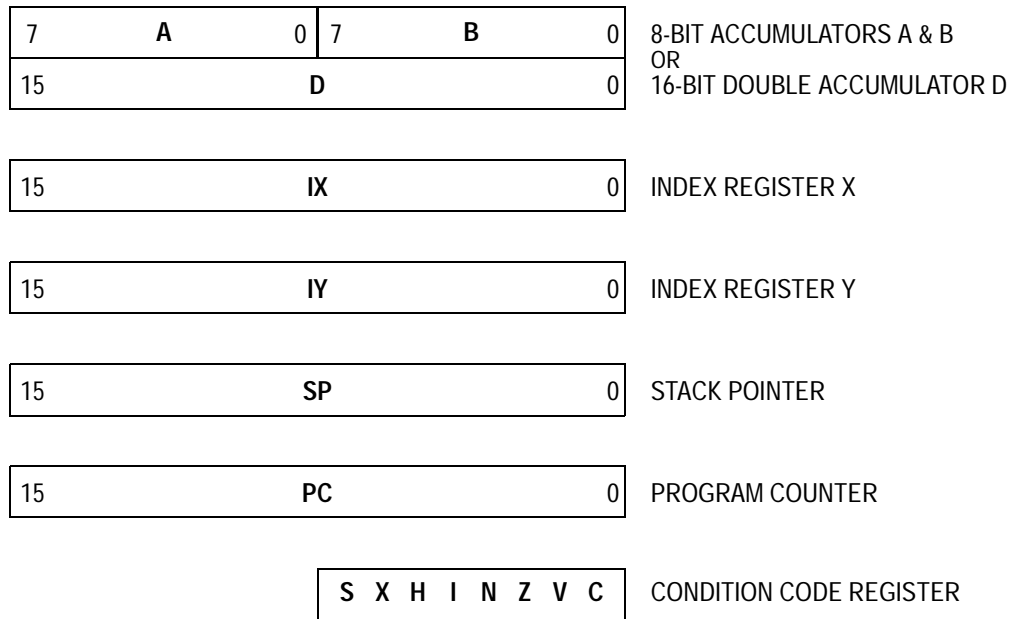 7 A 0 7 B 0 8-BIT ACCUMULATORS A & B
OR
15 D 0 16-BIT DOUBLE ACCUMULATOR D
15 IX 0 INDEX REGISTER X
15 IY 0 INDEX REGISTER Y
15 SP 0 STACK POINTER
15 PC 0 PROGRAM COUNTER
S X H I N Z V C CONDITION CODE REGISTER